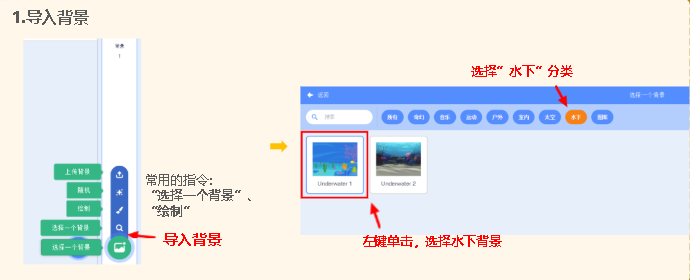 1.导入背景
背景
1
上传背景
随机
绘制
选择一个背景
选择一个背景
常用的指令:
“选择一个背景”、
“绘制”
导入背景
选择”水下”分类
返回
选择一个背景
搜索
所有
奇幻
音乐
运动
户外
室内
太空
水下
图案
Underwater 1
Underwater 2
左键单击，选择水下背景